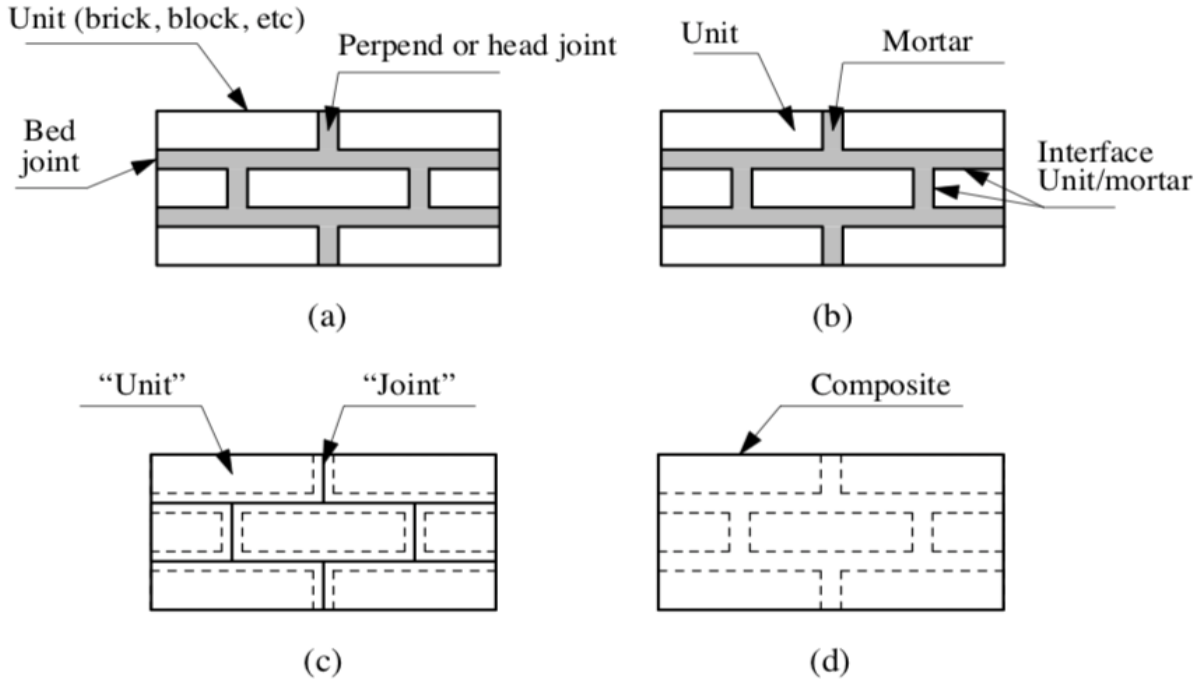 Unit (brick, block, etc)
Perpend or head joint
Bed
joint
(a)
Unit
Mortar
Interface
Unit/mortar
(b)
“Unit”
“Joint”
(c)
Composite
(d)